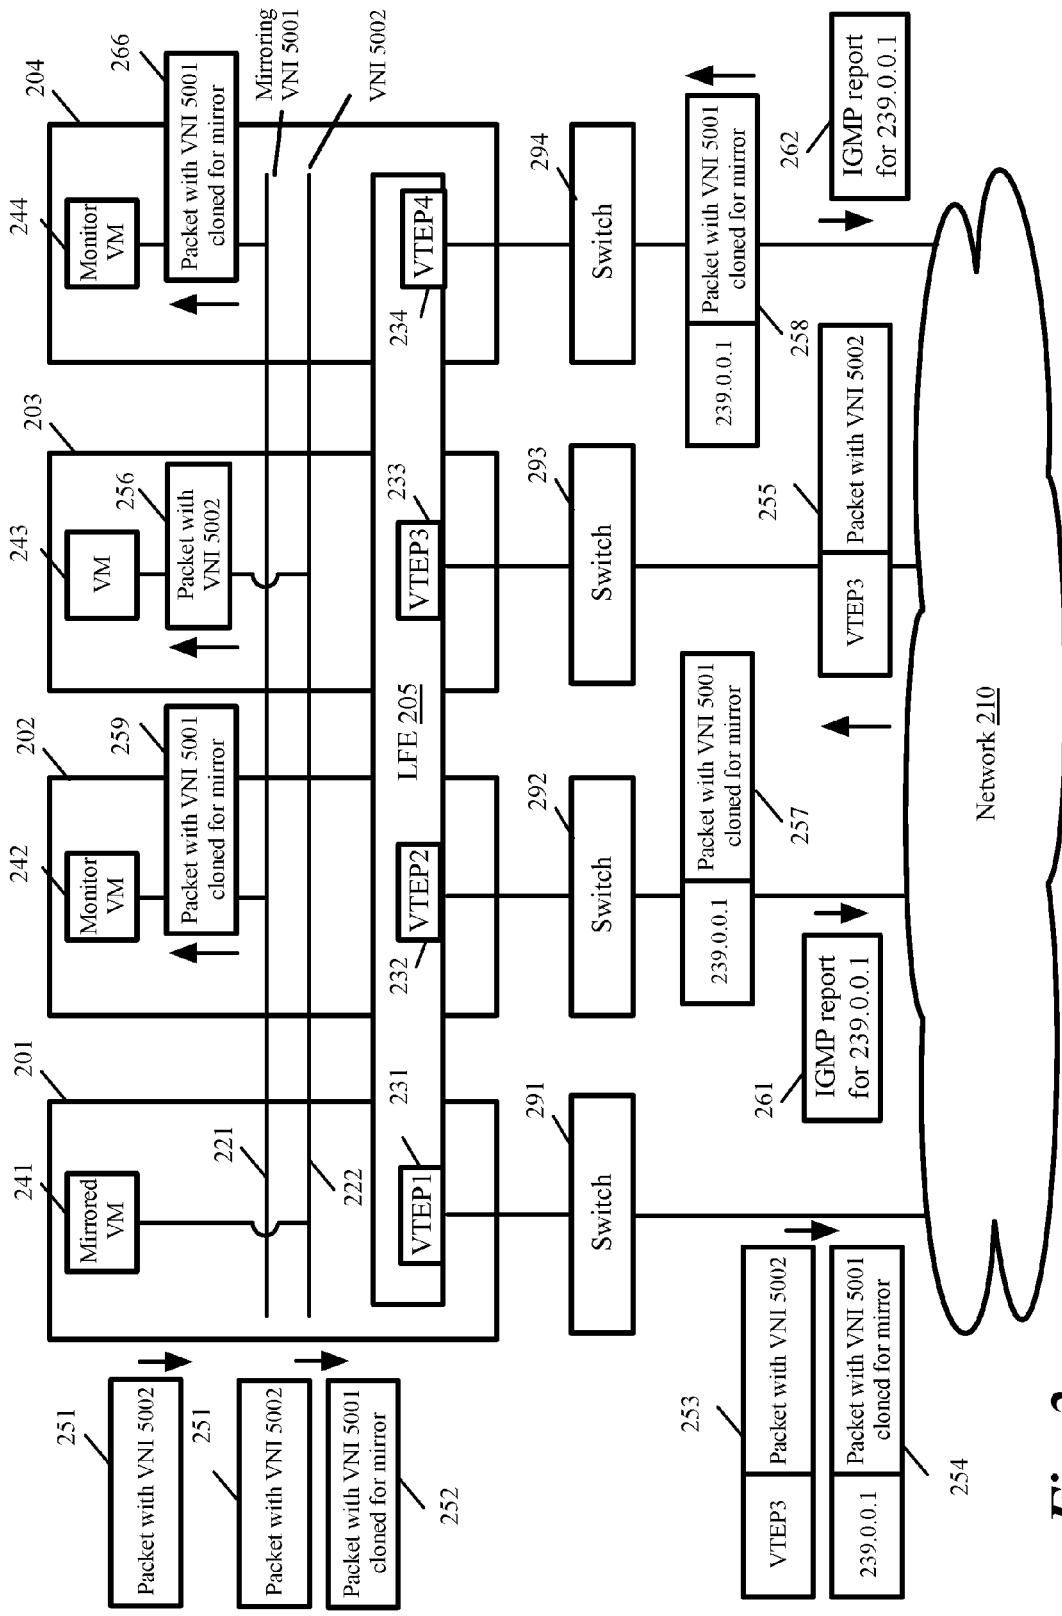 241
201
242
202
243
203
244
204
Mirrored
VM
Monitor
VM
VM
Monitor
VM
251
Packet with VNI 5002
251
Packet with VNI 5002
Packet with VNI 5001
cloned for mirror
252
259
Packet with VNI 5001
cloned for mirror
256
Packet with
VNI 5002
266
Packet with VNI 5001
cloned for mirror
Mirroring
VNI 5001
VNI 5002
221
222
231
VTEP1
232
VTEP2
LFE 205
233
VTEP3
234
VTEP4
291
Switch
292
Switch
293
Switch
294
Switch
253
VTEP3
Packet with VNI 5002
239.0.0.1
Packet with VNI 5001
cloned for mirror
254
261
IGMP report
for 239.0.0.1
239.0.0.1
Packet with VNI 5001
cloned for mirror
257
255
VTEP3
Packet with VNI 5002
239.0.0.1
Packet with VNI 5001
cloned for mirror
258
262
IGMP report
for 239.0.0.1
Network 210